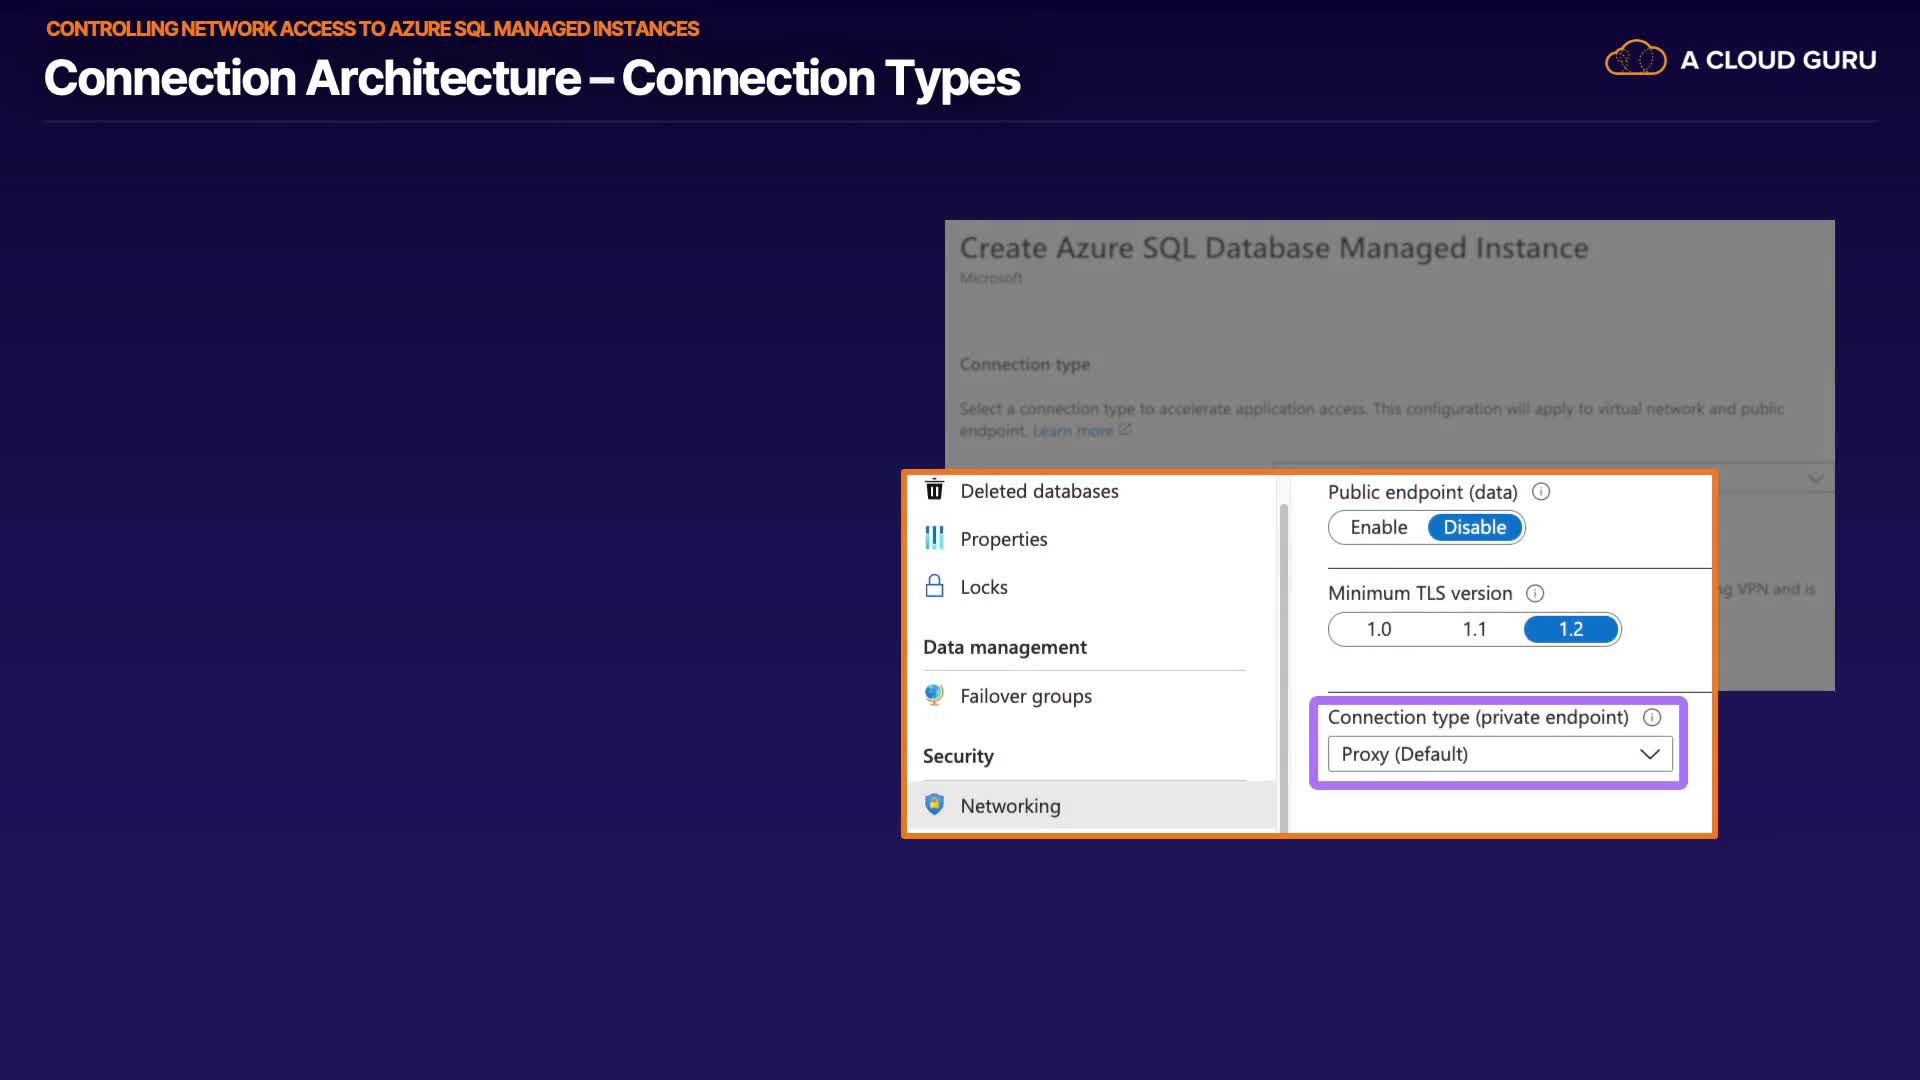 CONTROLLING NETWORK ACCESS TO AZURE SQL MANAGED INSTANCES
Connection Architecture – Connection Types
A CLOUD GURU
Create Azure SQL Database Managed Instance
Microsoft
Connection type
Select a connection type to accelerate application access. This configuration will apply to virtual network and public
endpoint. Learn more
ng VPN and is
Deleted databases
Properties
Locks
Data management
Failover groups
Security
Networking
Public endpoint (data)
Enable Disable
Minimum TLS version
1.0 1.1 1.2
Connection type (private endpoint)
Proxy (Default)